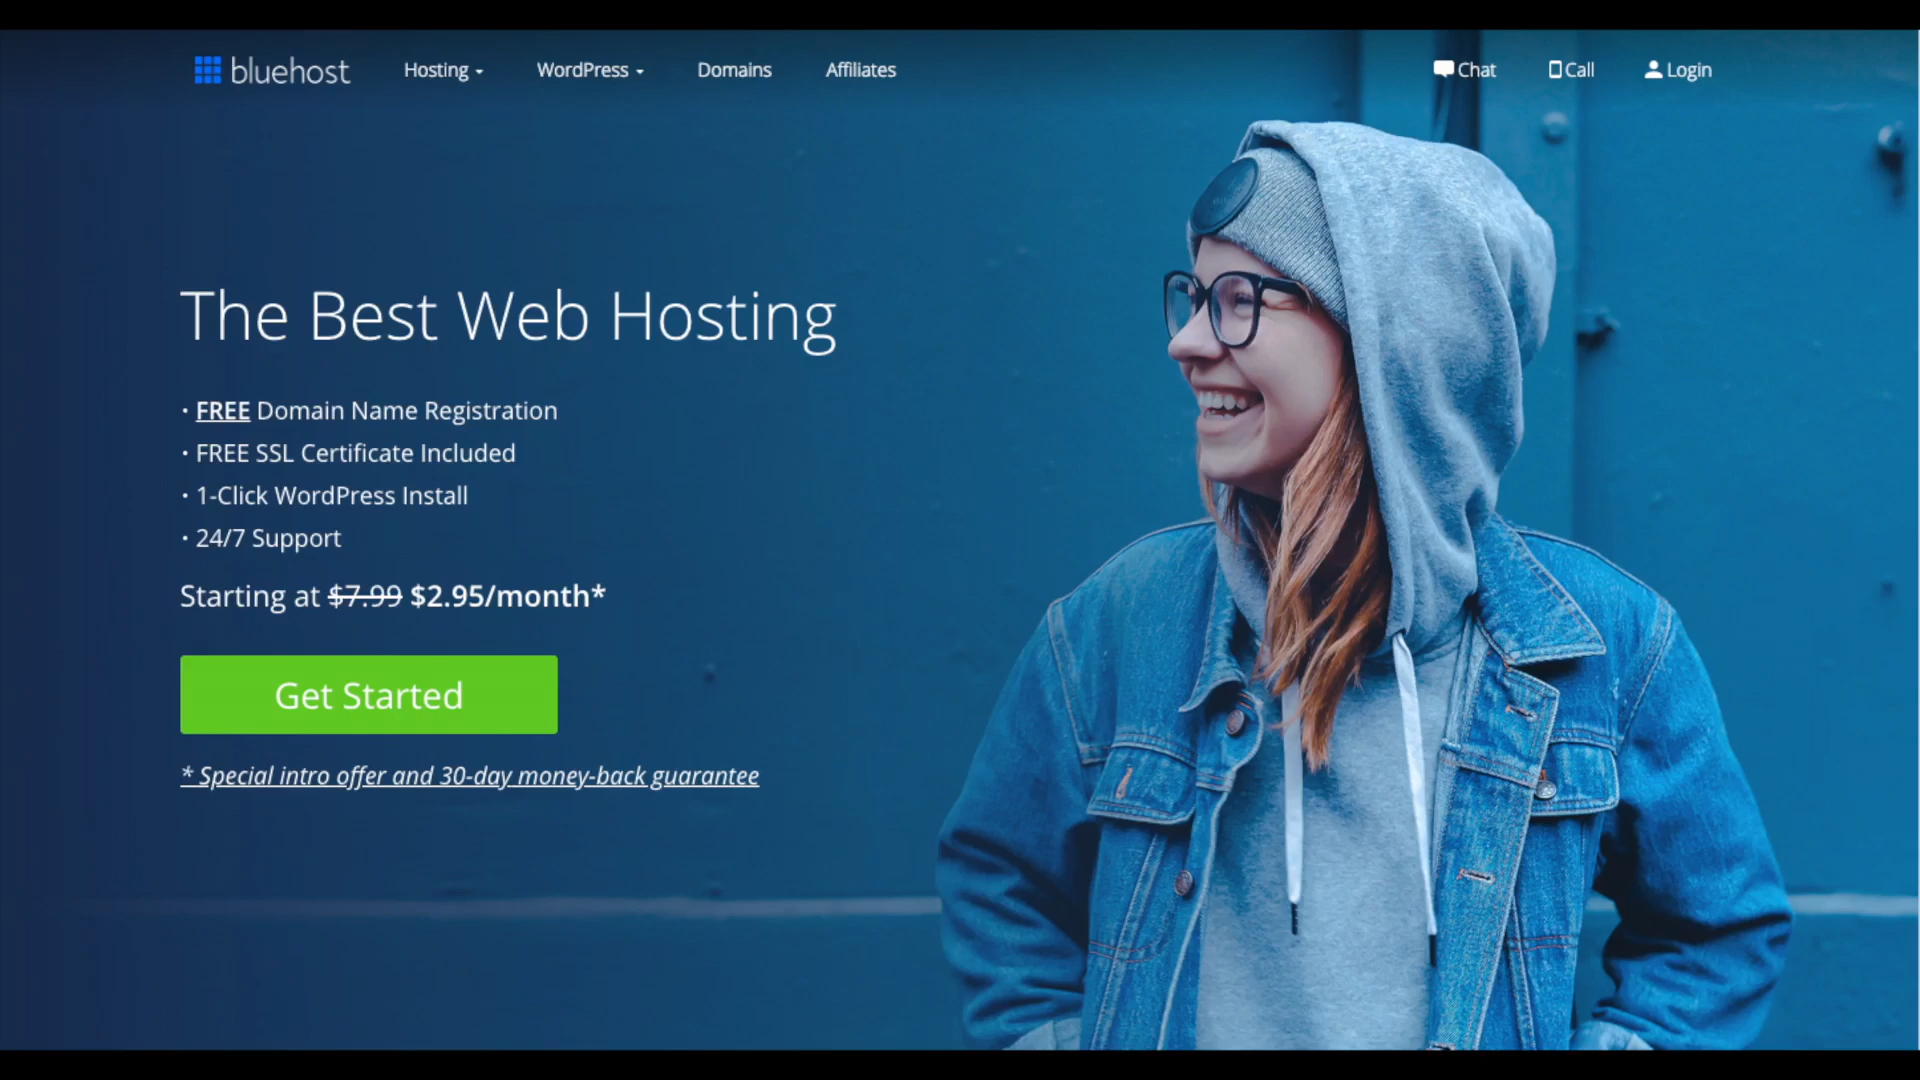 bluehost Hosting WordPress Domains Affiliates Chat Call Login
The Best Web Hosting
· FREE Domain Name Registration
· FREE SSL Certificate Included
· 1-Click WordPress Install
· 24/7 Support
Starting at $7.99 $2.95/month*
Get Started
* Special intro offer and 30-day money-back guarantee